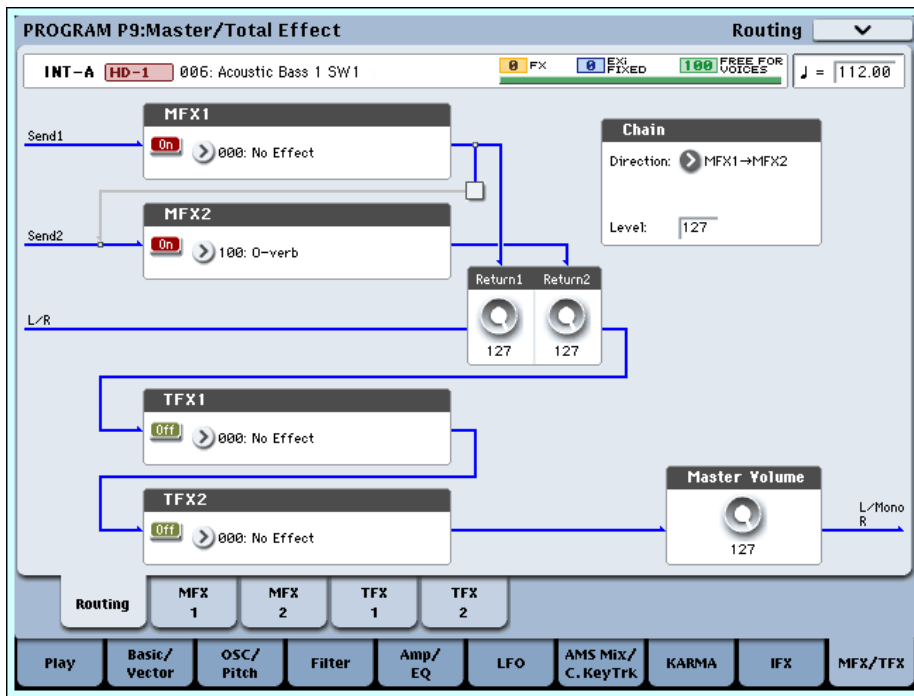 PROGRAM P9:Master/Total Effect Routing
INT-A HD-1 006: Acoustic Bass 1 SW1 0 FX 0 EXi FIXED 100 FREE FOR VOICES ♩ = 112.00
MFX1
Send1
On 000: No Effect
Chain
Direction: MFX1→MFX2
Level: 127
MFX2
Send2
On 100: O-verb
Return1 Return2
127 127
L/R
TFX1
Off 000: No Effect
TFX2
Off 000: No Effect
Master Volume
127
L/Mono
R
Routing
MFX
1
MFX
2
TFX
1
TFX
2
Play
Basic/
Vector
OSC/
Pitch
Filter
Amp/
EQ
LFO
AMS Mix/
C.KeyTrk
KARMA
IFX
MFX/TFX